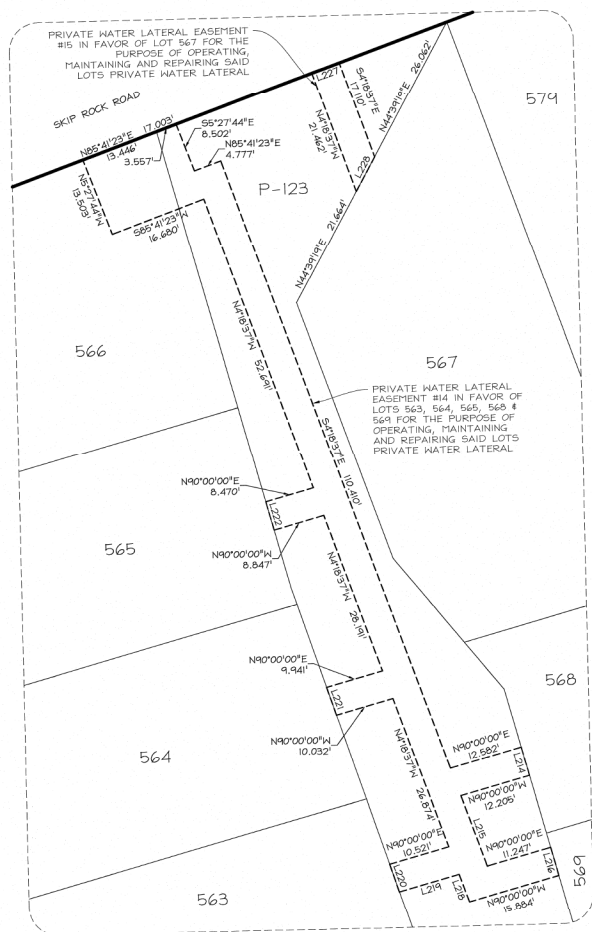 PRIVATE WATER LATERAL EASEMENT
#15 IN FAVOR OF LOT 567 FOR THE
PURPOSE OF OPERATING,
MAINTAINING AND REPAIRING SAID
LOTS PRIVATE WATER LATERAL
SKIP ROCK ROAD
L227
S4°18'37"E
17.110'
26.062'
N44°39'19"E
579
N85°41'23"E 17.003'
13.446'
3.557'
S5°27'44"E
8.502'
N85°41'23"E
4.777'
N4°18'37"W
21.462'
L228
N5°27'44"W
13.503'
S85°41'23"W
16.680'
P-123
N44°39'19"E 21.664'
566
N4°18'37"W 52.691'
567
PRIVATE WATER LATERAL
EASEMENT #14 IN FAVOR OF
LOTS 563, 564, 565, 568 &
569 FOR THE PURPOSE OF
OPERATING, MAINTAINING
AND REPAIRING SAID LOTS
PRIVATE WATER LATERAL
S4°18'37"E 110.410'
N90°00'00"E
8.470'
L222
565
N90°00'00"W
8.847'
N4°18'37"W 28.191'
N90°00'00"E
9.941'
L221
568
564
N90°00'00"W
10.032'
N4°18'37"W 26.874'
N90°00'00"E
12.582'
L214
N90°00'00"W
12.205'
L215
N90°00'00"E
10.521'
N90°00'00"E
11.247'
L216
L220
L219
L218
N90°00'00"W
15.884'
563
569